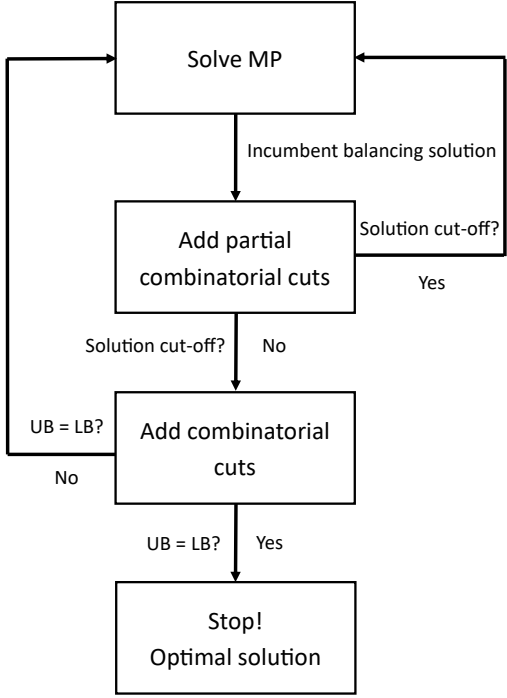 Solve MP
Incumbent balancing solution
Add partial
combinatorial cuts
Solution cut-off?
Yes
Solution cut-off? No
Add combinatorial
cuts
UB = LB?
No
UB = LB? Yes
Stop!
Optimal solution